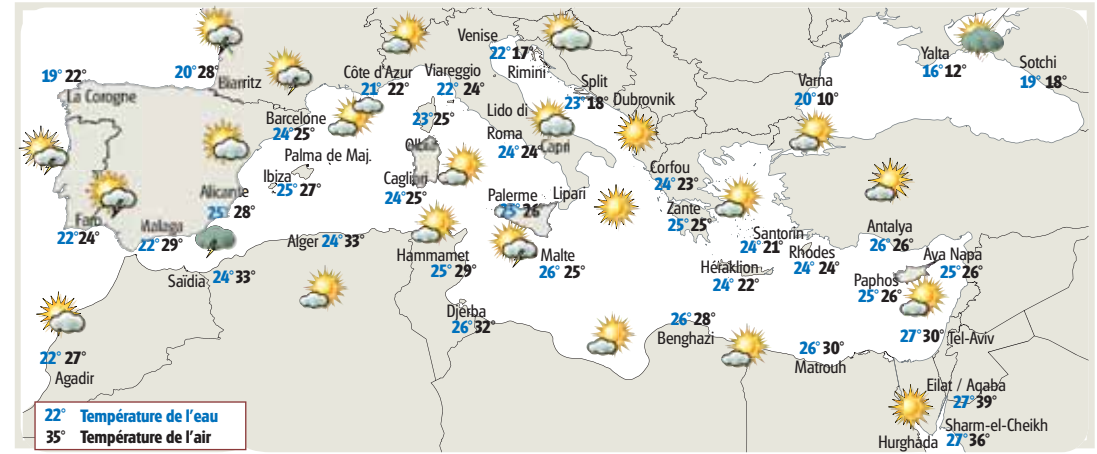 Venise
22° 17°
Rimini
Yalta
16° 12°
Sotchi
19° 18°
19° 22°
La Corogne
20° 28°
Biarritz
Côte d'Azur
21° 22°
Viareggio
22° 24°
Split
23° 18°
Dubrovnik
Varna
20° 10°
Barcelone
24° 25°
23° 25°
Olbia
Lido di
Roma
24° 24°
Capri
Palma de Maj.
Ibiza
25° 27°
Cagliari
24° 25°
Corfou
24° 23°
Alicante
25° 28°
Palerme
25° 26°
Lipari
Zante
25° 25°
Faro
22° 24°
Malaga
22° 29°
Alger 24° 33°
Hammamet
25° 29°
Malte
26° 25°
Santorin
24° 21°
Rhodes
24° 24°
Antalya
26° 26°
Aya Napa
25° 26°
Saïdia 24° 33°
Héraklion
24° 22°
Paphos
25° 26°
Djerba
26° 32°
26° 28°
Benghazi
26° 30°
Matrouh
27° 30° Tel-Aviv
22° 27°
Agadir
Eilat / Aqaba
27° 39°
Sharm-el-Cheikh
27° 36°
Hurghada
22° Température de l'eau
35° Température de l'air